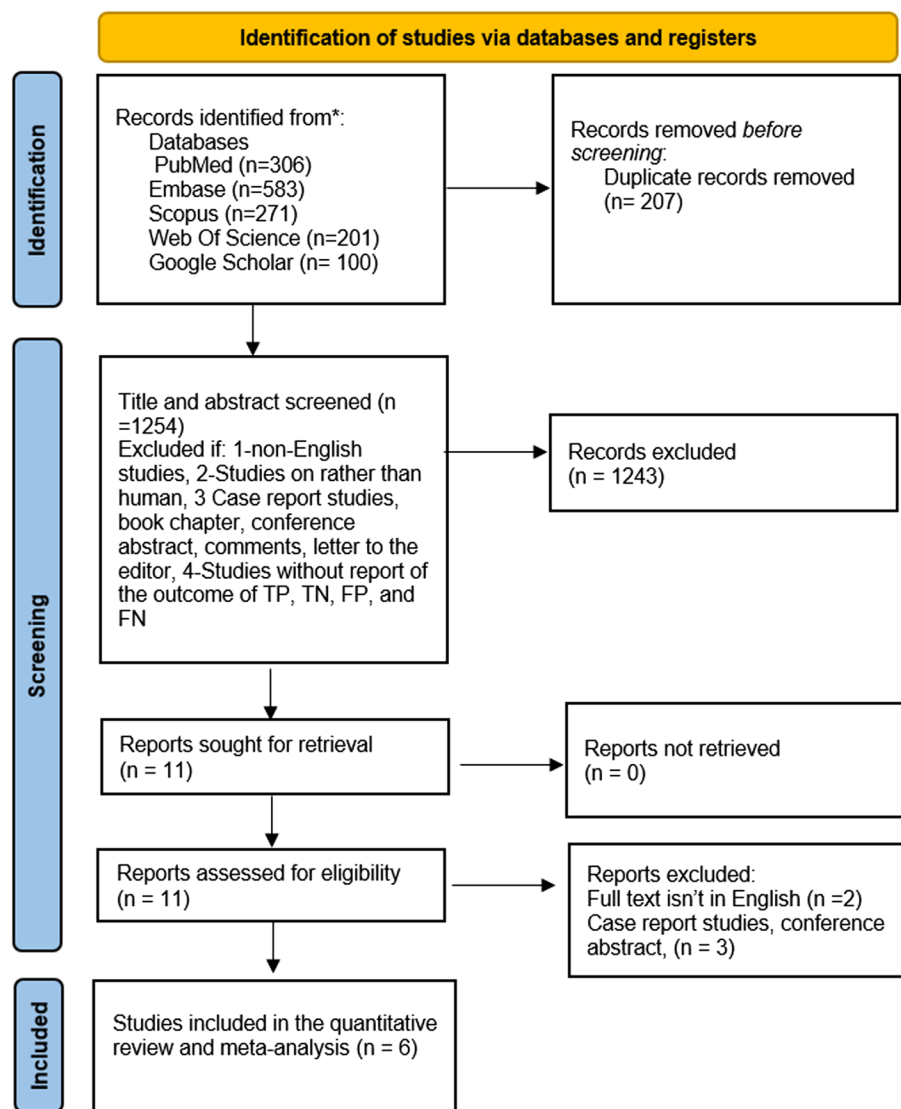 Identification of studies via databases and registers
Identification
Records identified from*:
Databases
PubMed (n=306)
Embase (n=583)
Scopus (n=271)
Web Of Science (n=201)
Google Scholar (n= 100)
Records removed before
screening:
Duplicate records removed
(n= 207)
Screening
Title and abstract screened (n
=1254)
Excluded if: 1-non-English
studies, 2-Studies on rather than
human, 3 Case report studies,
book chapter, conference
abstract, comments, letter to the
editor, 4-Studies without report of
the outcome of TP, TN, FP, and
FN
Records excluded
(n = 1243)
Reports sought for retrieval
(n = 11)
Reports not retrieved
(n = 0)
Reports assessed for eligibility
(n = 11)
Reports excluded:
Full text isn’t in English (n =2)
Case report studies, conference
abstract, (n = 3)
Included
Studies included in the quantitative
review and meta-analysis (n = 6)